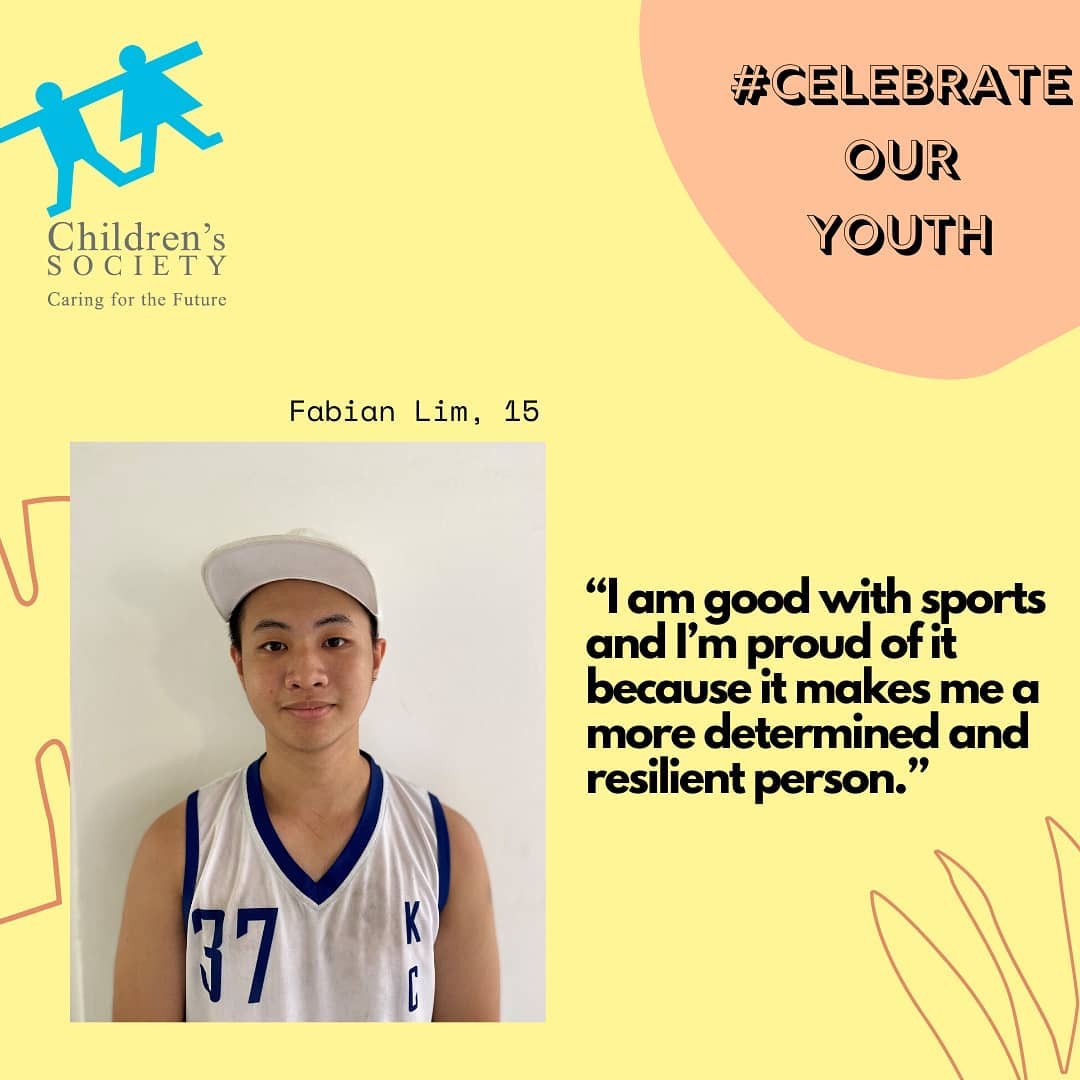 Children's
SOCIETY
Caring for the Future
#CELEBRATE
OUR
YOUTH
Fabian Lim, 15
“I am good with sports
and I’m proud of it
because it makes me a
more determined and
resilient person.”
37
K
C